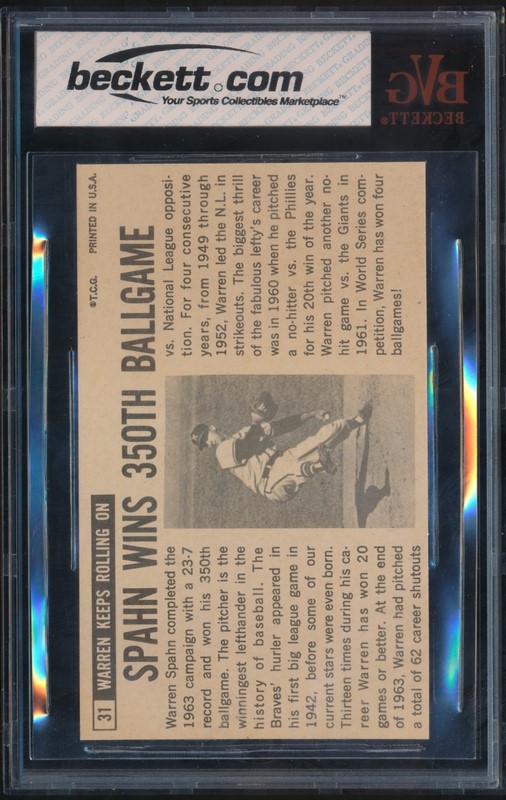 beckett.com
Your Sports Collectibles Marketplace™
BVG
BECKETT®
31 WARREN KEEPS ROLLING ON
©T.C.G. PRINTED IN U.S.A.
SPAHN WINS 350TH BALLGAME
Warren Spahn completed the
1963 campaign with a 23-7
record and won his 350th
ballgame. The pitcher is the
winningest lefthander in the
history of baseball. The
Braves' hurler appeared in
his first big league game in
1942, before some of our
current stars were even born.
Thirteen times during his ca-
reer Warren has won 20
games or better. At the end
of 1963, Warren had pitched
a total of 62 career shutouts
vs. National League opposi-
tion. For four consecutive
years, from 1949 through
1952, Warren led the N.L. in
strikeouts. The biggest thrill
of the fabulous lefty's career
was in 1960 when he pitched
a no-hitter vs. the Phillies
for his 20th win of the year.
Warren pitched another no-
hit game vs. the Giants in
1961. In World Series com-
petition, Warren has won four
ballgames!